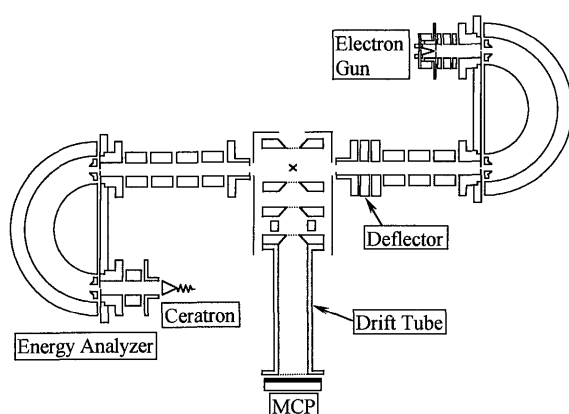 Electron
Gun
Deflector
Ceratron
Drift Tube
Energy Analyzer
MCP